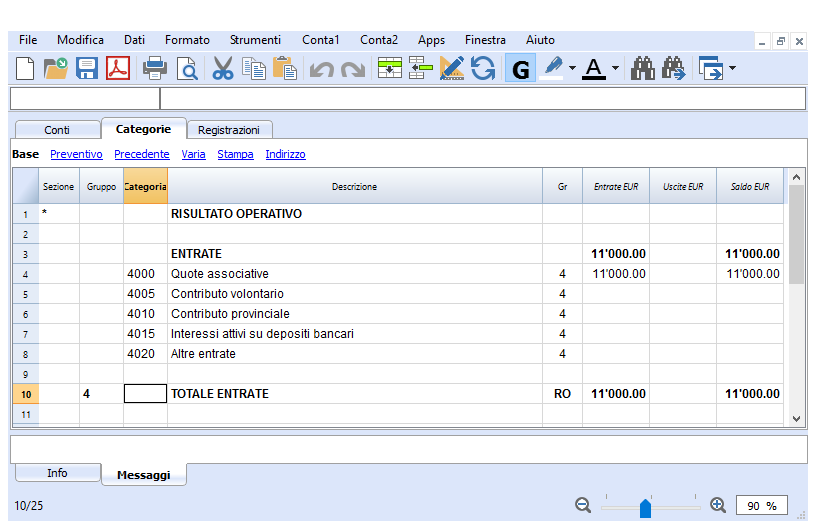 File Modifica Dati Formato Strumenti Conta1 Conta2 Apps Finestra Aiuto
G A
Conti Categorie Registrazioni
Base Preventivo Precedente Varia Stampa Indirizzo
Sezione Gruppo Categoria Descrizione Gr Entrate EUR Uscite EUR Saldo EUR
1 * RISULTATO OPERATIVO
2
3 ENTRATE 11'000.00 11'000.00
4 4000 Quote associative 4 11'000.00 11'000.00
5 4005 Contributo volontario 4
6 4010 Contributo provinciale 4
7 4015 Interessi attivi su depositi bancari 4
8 4020 Altre entrate 4
9
10 4 TOTALE ENTRATE RO 11'000.00 11'000.00
11
Info Messaggi
10/25 90 %